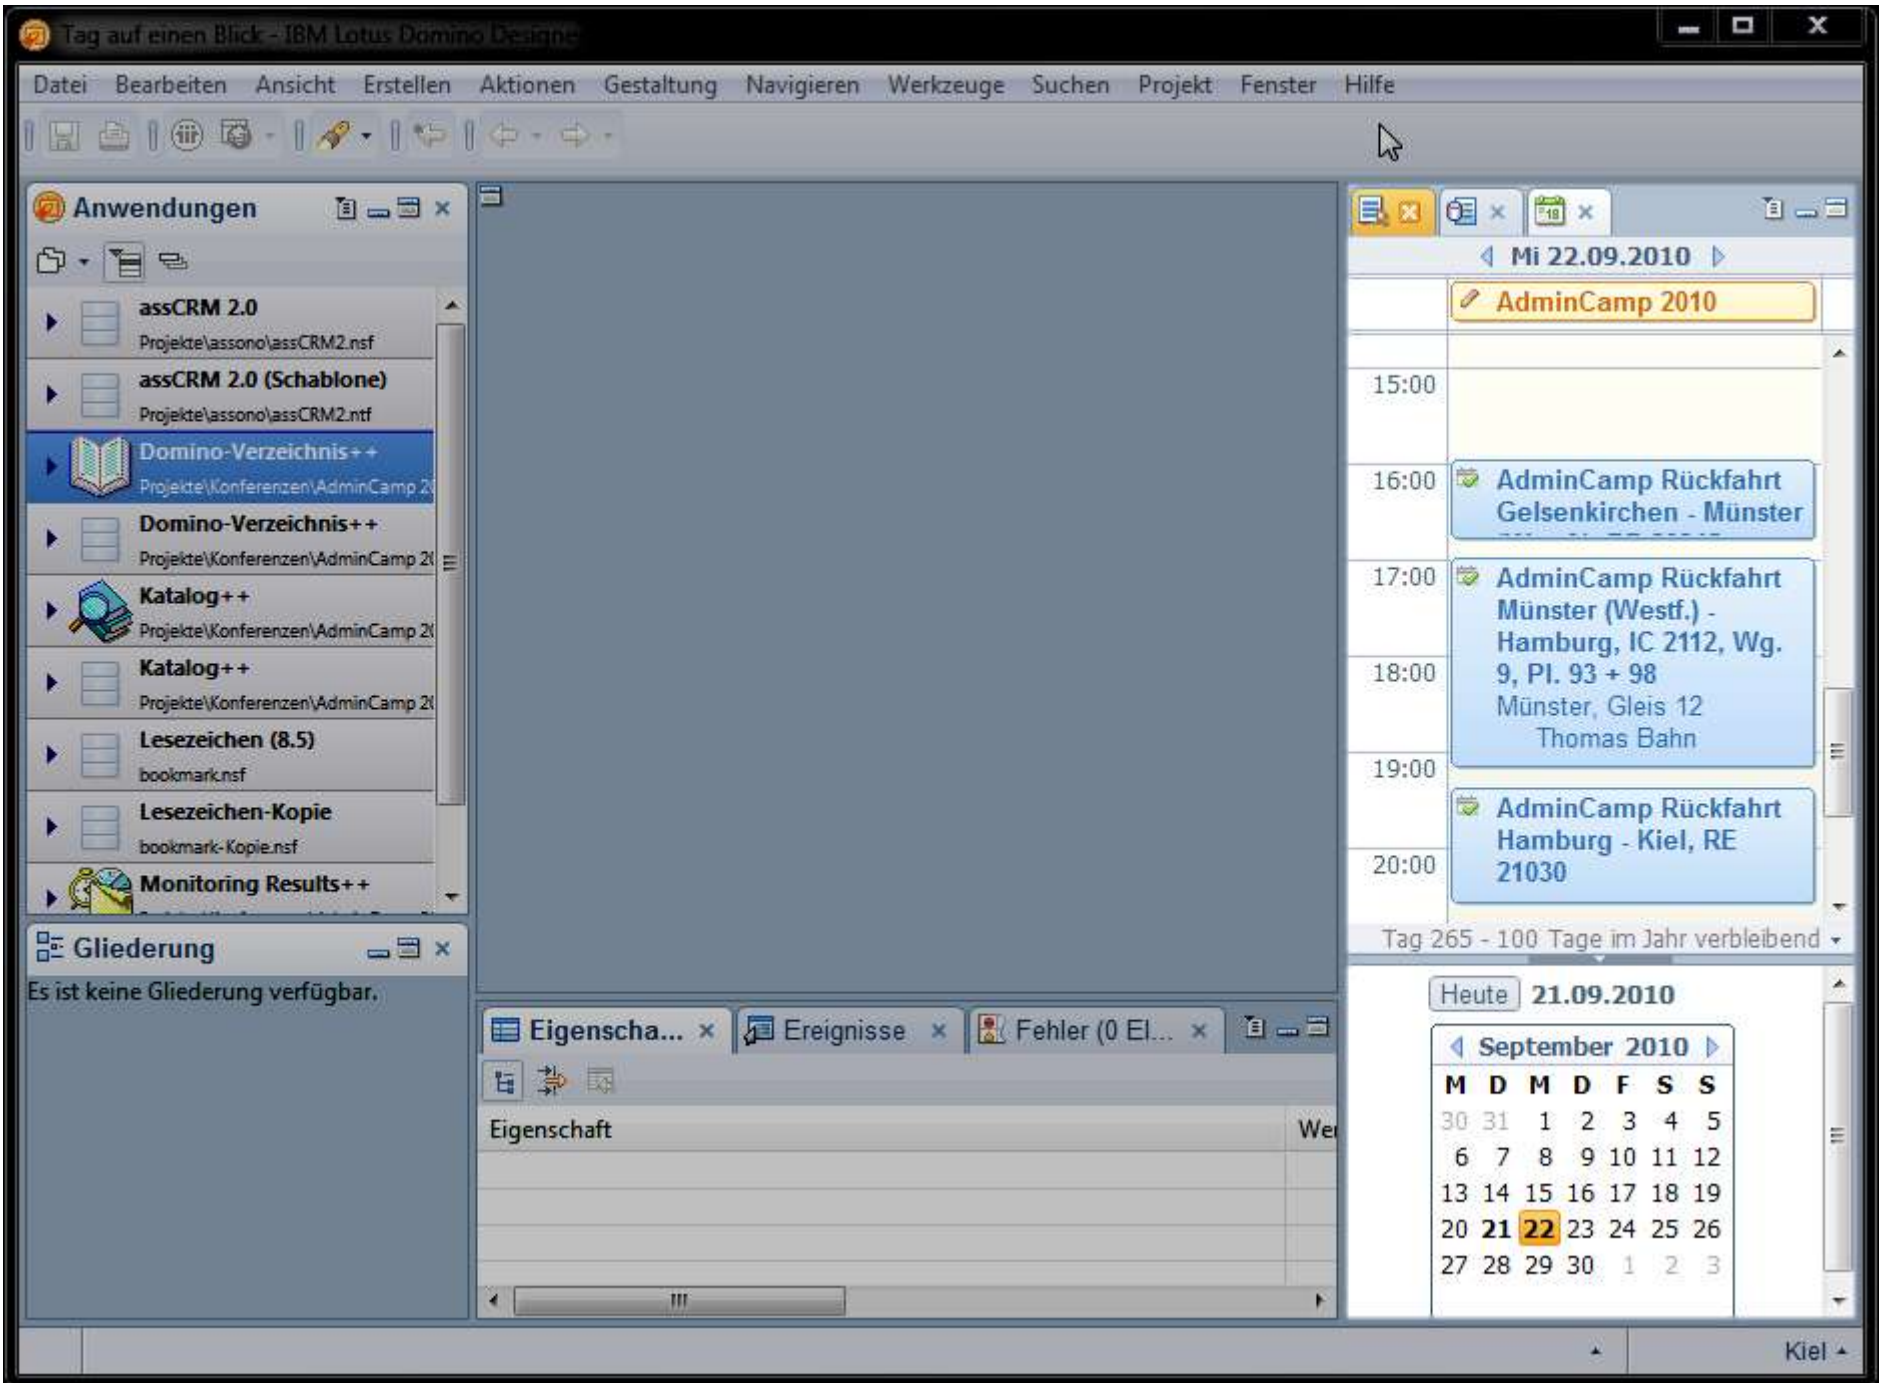 Tag auf einen Blick - IBM Lotus Domino Designe
Datei Bearbeiten Ansicht Erstellen Aktionen Gestaltung Navigieren Werkzeuge Suchen Projekt Fenster Hilfe
Anwendungen
assCRM 2.0
Projekte\assono\assCRM2.nsf
assCRM 2.0 (Schablone)
Projekte\assono\assCRM2.ntf
Domino-Verzeichnis++
Projekte\Konferenzen\AdminCamp 20
Domino-Verzeichnis++
Projekte\Konferenzen\AdminCamp 20
Katalog++
Projekte\Konferenzen\AdminCamp 20
Katalog++
Projekte\Konferenzen\AdminCamp 20
Lesezeichen (8.5)
bookmark.nsf
Lesezeichen-Kopie
bookmark-Kopie.nsf
Monitoring Results++
Gliederung
Es ist keine Gliederung verfügbar.
Eigenscha... Ereignisse Fehler (0 El...
Eigenschaft Wer
18
Mi 22.09.2010
AdminCamp 2010
15:00
16:00
AdminCamp Rückfahrt
Gelsenkirchen - Münster
17:00
AdminCamp Rückfahrt
Münster (Westf.) -
Hamburg, IC 2112, Wg.
18:00
9, Pl. 93 + 98
Münster, Gleis 12
Thomas Bahn
19:00
AdminCamp Rückfahrt
Hamburg - Kiel, RE
20:00
21030
Tag 265 - 100 Tage im Jahr verbleibend
Heute 21.09.2010
September 2010
M D M D F S S
30 31 1 2 3 4 5
6 7 8 9 10 11 12
13 14 15 16 17 18 19
20 21 22 23 24 25 26
27 28 29 30 1 2 3
Kiel